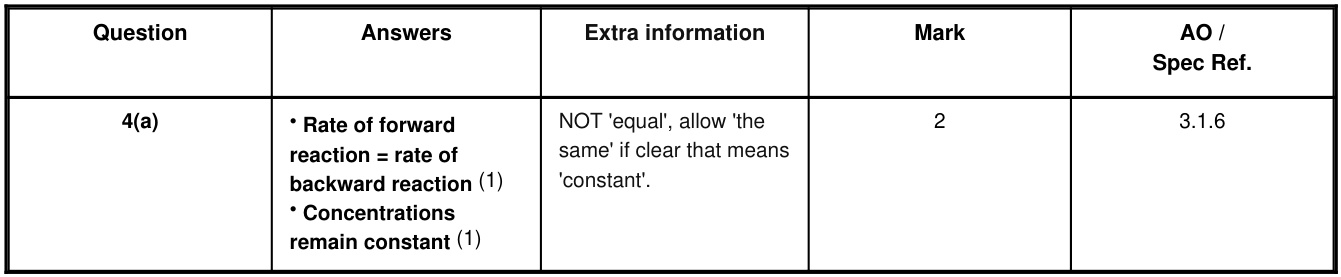 Question Answers Extra information Mark AO /
Spec Ref.
4(a)
• Rate of forward
reaction = rate of
backward reaction (1)
• Concentrations
remain constant (1)
NOT 'equal', allow 'the
same' if clear that means
'constant'.
2
3.1.6